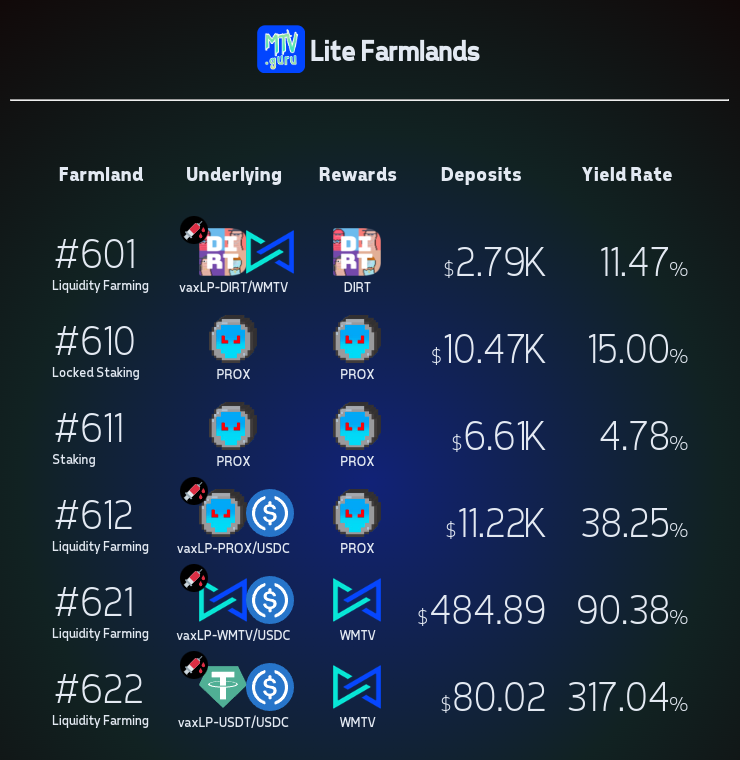 MTV
.guru
Lite Farmlands
Farmland Underlying Rewards Deposits Yield Rate
#601 DIRT DIRT $2.79K 11.47%
Liquidity Farming vaxLP-DIRT/WMTV DIRT
#610 $10.47K 15.00%
Locked Staking PROX PROX
#611 $6.61K 4.78%
Staking PROX PROX
#612 $11.22K 38.25%
Liquidity Farming vaxLP-PROX/USDC PROX
#621 $484.89 90.38%
Liquidity Farming vaxLP-WMTV/USDC WMTV
#622 $80.02 317.04%
Liquidity Farming vaxLP-USDT/USDC WMTV